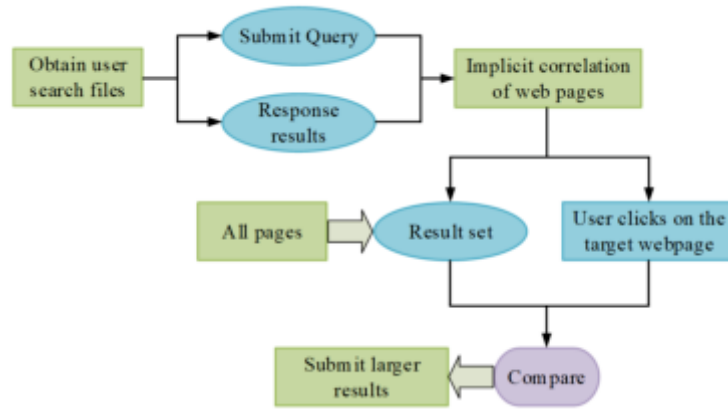 Submit Query
Obtain user
search files
Response
results
Implicit correlation
of web pages
All pages
Result set
User clicks on the
target webpage
Submit larger
results
Compare